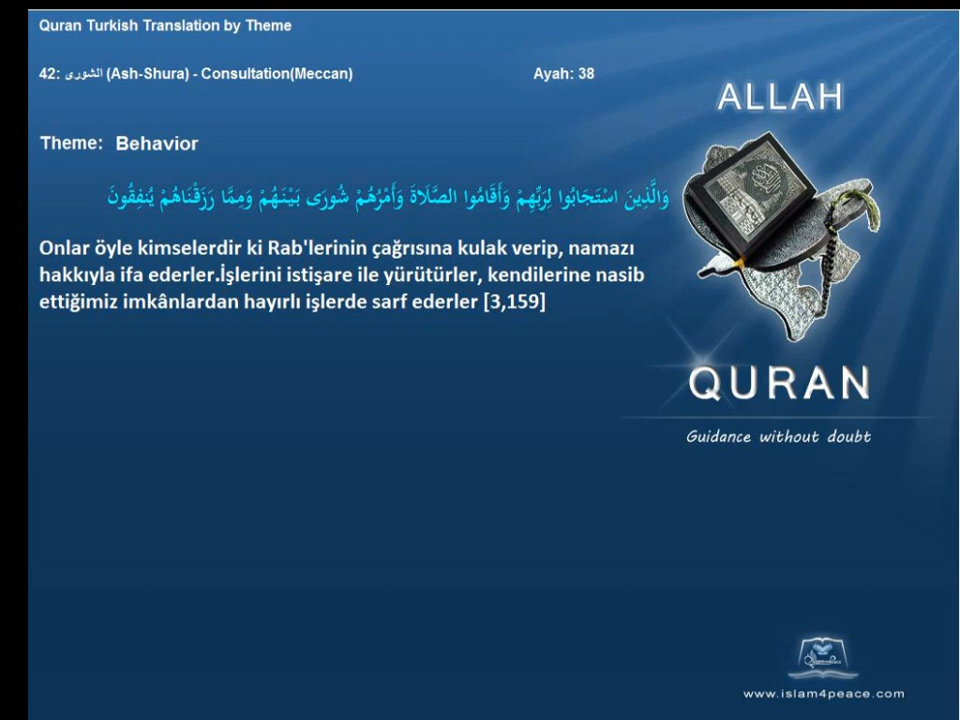 Quran Turkish Translation by Theme
42: الشورى (Ash-Shura) - Consultation(Meccan) Ayah: 38
ALLAH
Theme: Behavior
وَالَّذِينَ اسْتَجَابُوا لِرَبِّهِمْ وَأَقَامُوا الصَّلَاةَ وَأَمْرُهُمْ شُورَى بَيْنَهُمْ وَمِمَّا رَزَقْنَاهُمْ يُنفِقُونَ
Onlar öyle kimselerdir ki Rab'lerinin çağrısına kulak verip, namazı
hakkıyla ifa ederler.İşlerini istişare ile yürütürler, kendilerine nasib
ettiğimiz imkânlardan hayırlı işlerde sarf ederler [3,159]
QURAN
Guidance without doubt
www.islam4peace.com